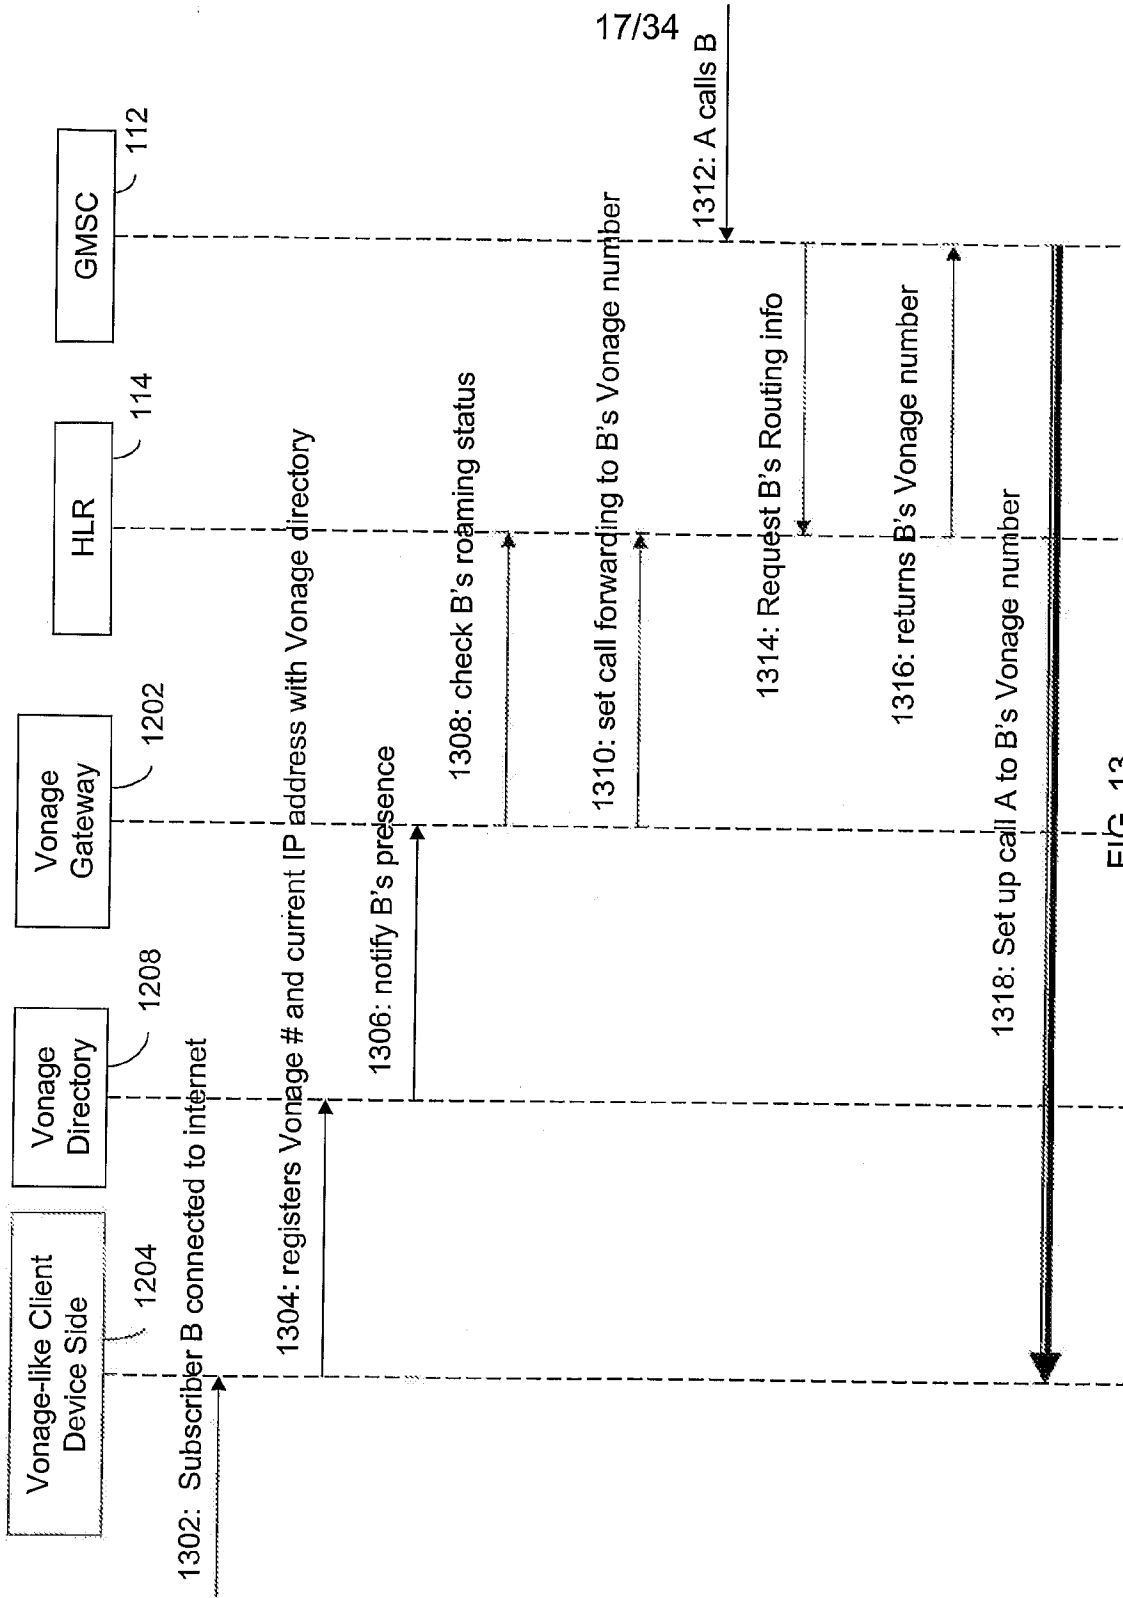 17/34
Vonage-like Client
Device Side
1204
Vonage
Directory
1208
Vonage
Gateway
1202
HLR
114
GMSC
112
1302: Subscriber B connected to internet
1304: registers Vonage # and current IP address with Vonage directory
1306: notify B's presence
1308: check B's roaming status
1310: set call forwarding to B's Vonage number
1312: A calls B
1314: Request B's Routing info
1316: returns B's Vonage number
1318: Set up call A to B's Vonage number
FIG. 13